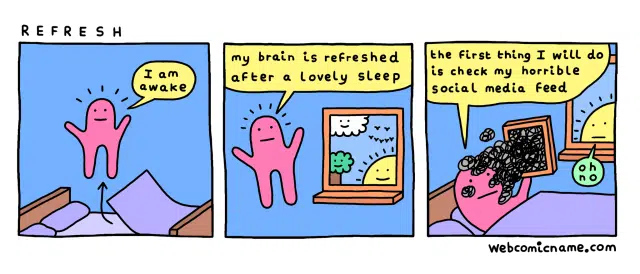 REFRESH
I am
awake
my brain is refreshed
after a lovely sleep
the first thing I will do
is check my horrible
social media feed
oh
no
webcomicname.com